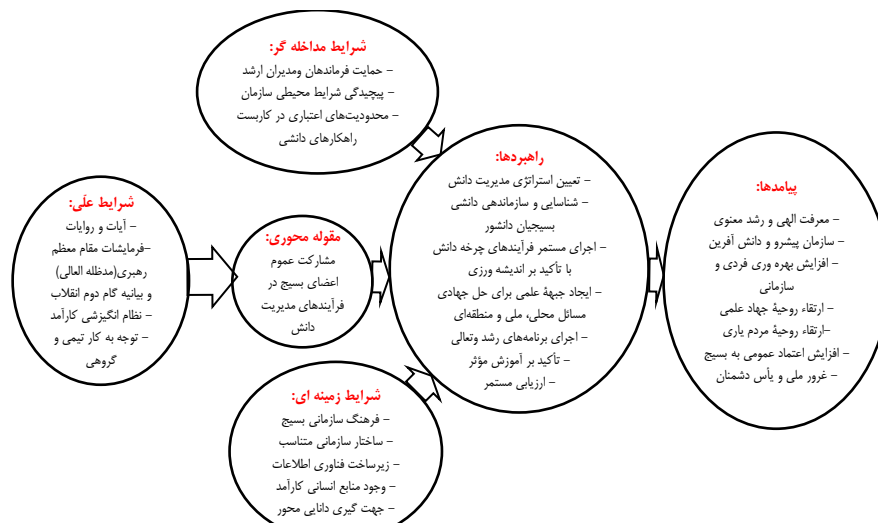 شرایط مداخله گر:
- حمایت فرماندهان ومدیران ارشد
- پیچیدگی شرایط محیطی سازمان
- محدودیت‌های اعتباری در کاربست
راهکارهای دانشی
شرایط علّی:
- آیات و روایات
-فرمایشات مقام معظم
رهبری(مدظله العالی)
و بیانیه گام دوم انقلاب
- نظام انگیزشی کارآمد
- توجه به کار تیمی و
گروهی
مقوله محوری:
مشارکت عموم
اعضای بسیج در
فرآیندهای مدیریت
دانش
شرایط زمینه ای:
- فرهنگ سازمانی بسیج
- ساختار سازمانی متناسب
- زیرساخت فناوری اطلاعات
- وجود منابع انسانی کارآمد
- جهت گیری دانایی محور
راهبردها:
- تعیین استراتژی مدیریت دانش
- شناسایی و سازماندهی دانشی
بسیجیان دانشور
- اجرای مستمر فرآیندهای چرخه دانش
با تأکید بر اندیشه ورزی
- ایجاد جبهۀ علمی برای حل جهادی
مسائل محلی، ملی و منطقه‌ای
- اجرای برنامه‌های رشد وتعالی
- تأکید بر آموزش مؤثر
- ارزیابی مستمر
پیامدها:
- معرفت الهی و رشد معنوی
- سازمان پیشرو و دانش آفرین
- افزایش بهره وری فردی و
سازمانی
- ارتقاء روحیۀ جهاد علمی
-ارتقاء روحیۀ مردم یاری
- افزایش اعتماد عمومی به بسیج
- غرور ملی و یأس دشمنان